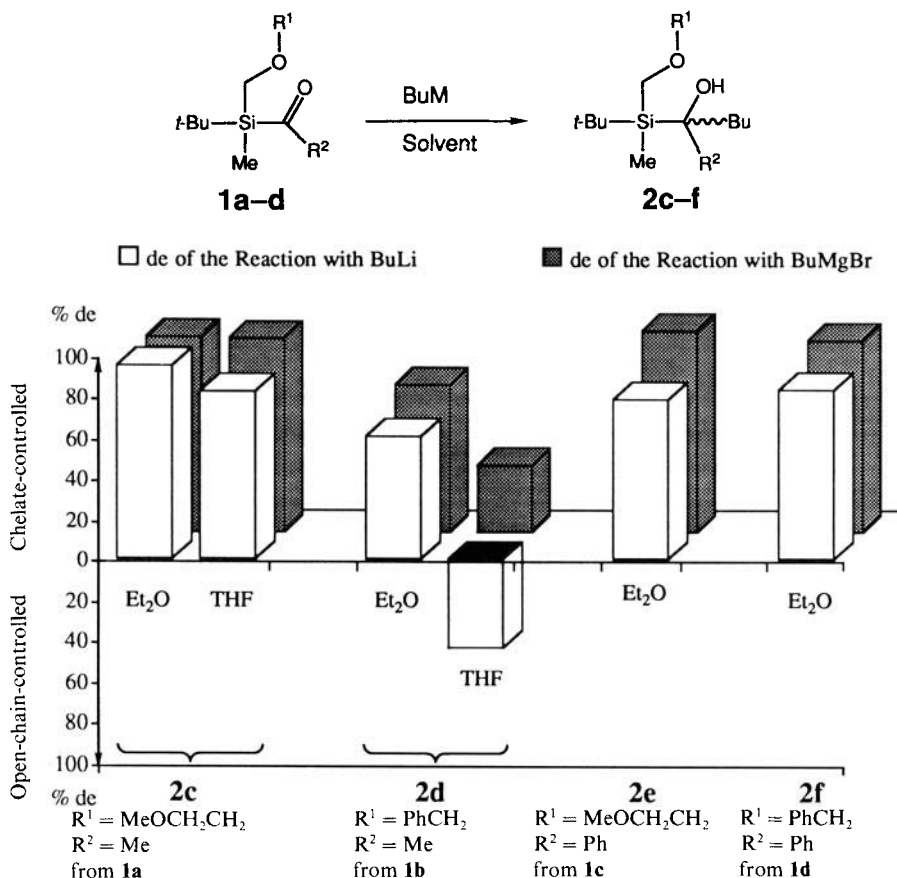 R¹
O
O
t-Bu
Si
Me
R²
1a–d
BuM
Solvent
R¹
O
OH
t-Bu
Si
Bu
Me
R²
2c–f
de of the Reaction with BuLi
de of the Reaction with BuMgBr
% de
100
80
60
40
20
0
20
40
60
80
100
% de
Chelate-controlled
Open-chain-controlled
Et₂O
THF
Et₂O
THF
Et₂O
Et₂O
2c
R¹ = MeOCH₂CH₂
R² = Me
from 1a
2d
R¹ = PhCH₂
R² = Me
from 1b
2e
R¹ = MeOCH₂CH₂
R² = Ph
from 1c
2f
R¹ = PhCH₂
R² = Ph
from 1d